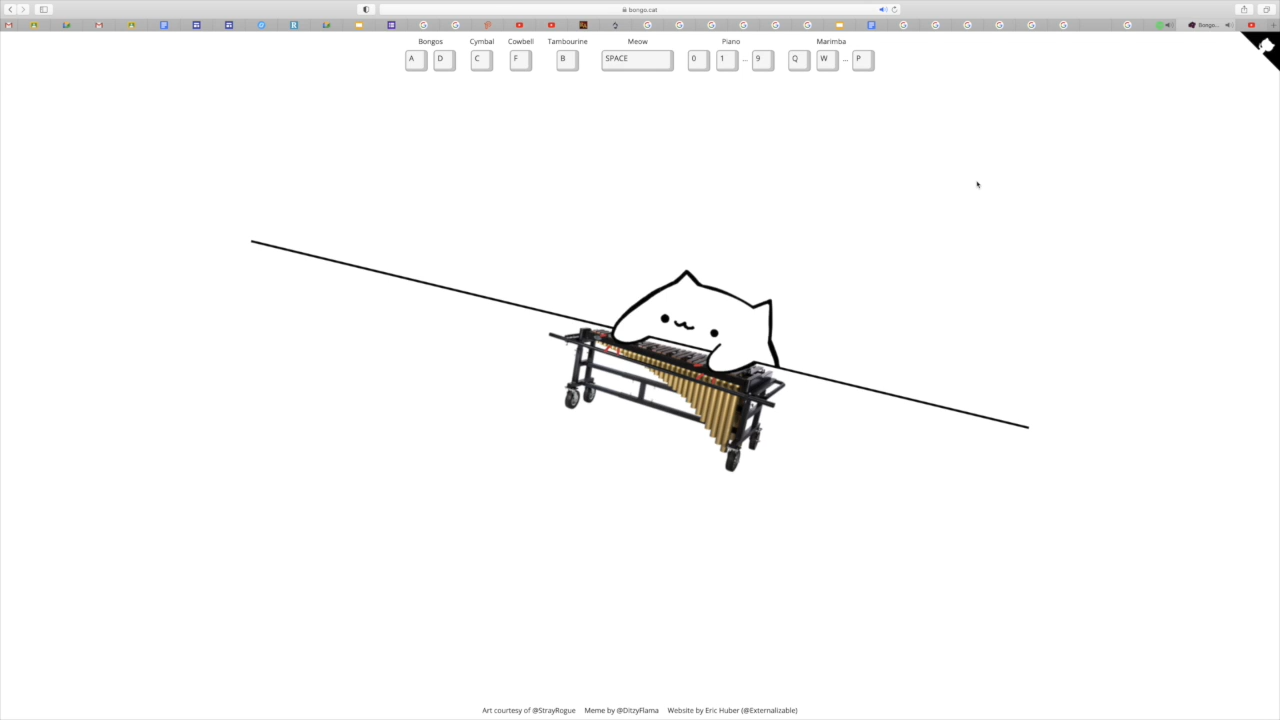 bongo.cat
Bongo...
Bongos Cymbal Cowbell Tambourine Meow Piano Marimba
A D C F B SPACE 0 1 ... 9 Q W ... P
Art courtesy of @StrayRogue Meme by @DitzyFlama Website by Eric Huber (@Externalizable)